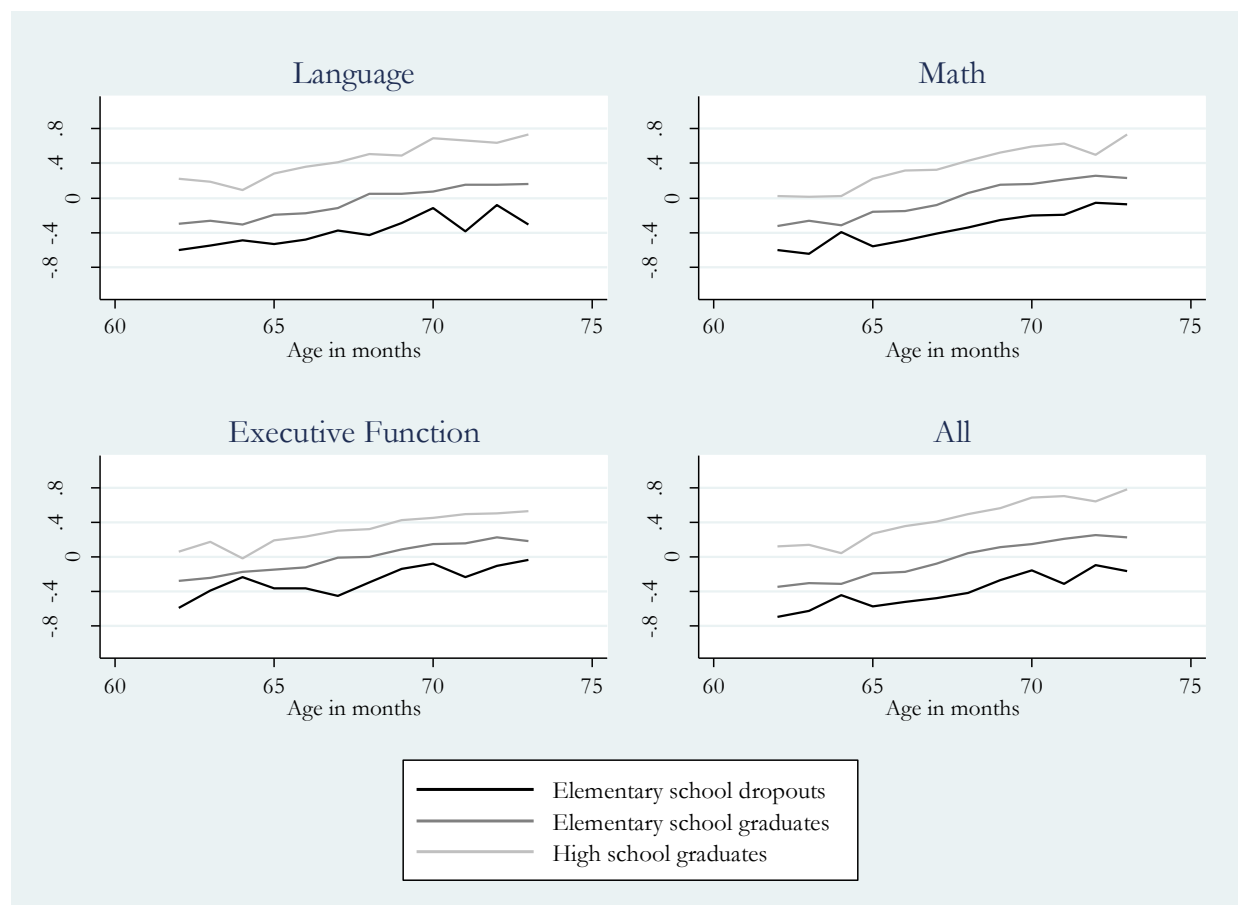 Language
.8
.4
0
-.4
-.8
60 65 70 75
Age in months
Math
.8
.4
0
-.4
-.8
60 65 70 75
Age in months
Executive Function
.8
.4
0
-.4
-.8
60 65 70 75
Age in months
All
.8
.4
0
-.4
-.8
60 65 70 75
Age in months
Elementary school dropouts
Elementary school graduates
High school graduates